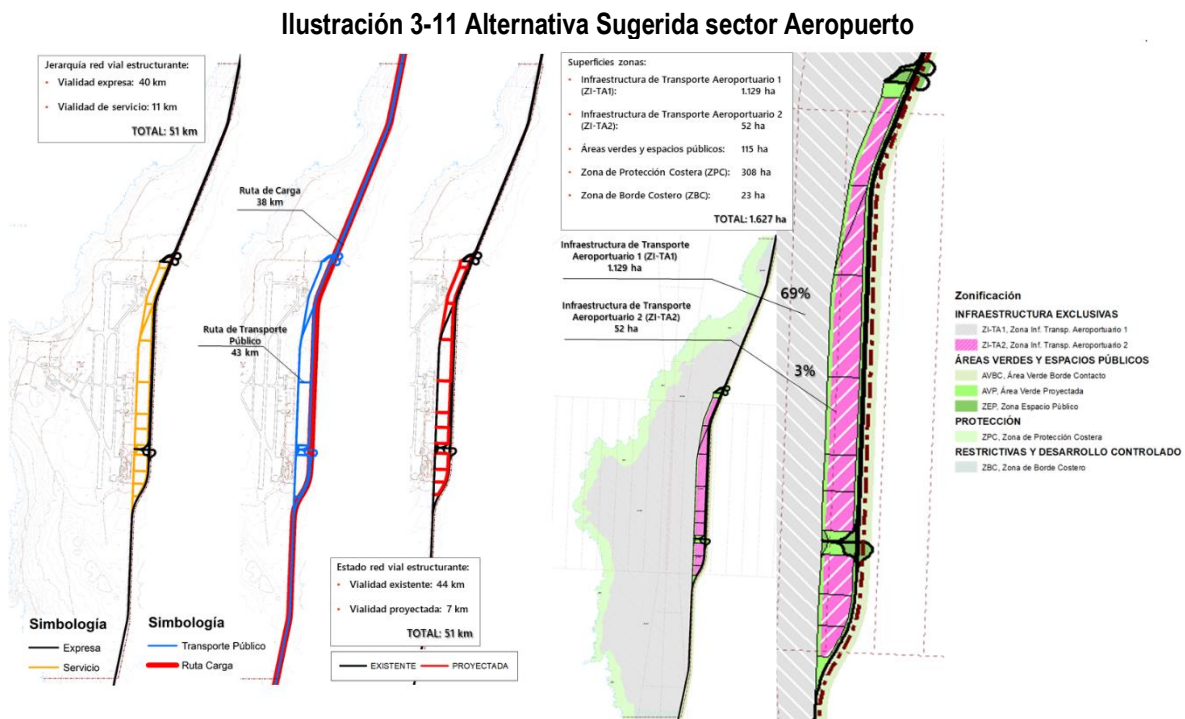 Ilustración 3-11 Alternativa Sugerida sector Aeropuerto
Jerarquía red vial estructurante:
• Vialidad expresa: 40 km
• Vialidad de servicio: 11 km
TOTAL: 51 km
Ruta de Carga
38 km
Ruta de Transporte
Público
43 km
Estado red vial estructurante:
• Vialidad existente: 44 km
• Vialidad proyectada: 7 km
TOTAL: 51 km
Simbología
Expresa
Servicio
Simbología
Transporte Público
Ruta Carga
EXISTENTE PROYECTADA
Superficies zonas:
• Infraestructura de Transporte Aeroportuario 1
(ZI-TA1): 1.129 ha
• Infraestructura de Transporte Aeroportuario 2
(ZI-TA2): 52 ha
• Áreas verdes y espacios públicos: 115 ha
• Zona de Protección Costera (ZPC): 308 ha
• Zona de Borde Costero (ZBC): 23 ha
TOTAL: 1.627 ha
Infraestructura de Transporte
Aeroportuario 1 (ZI-TA1)
1.129 ha
69%
Infraestructura de Transporte
Aeroportuario 2 (ZI-TA2)
52 ha
3%
Zonificación
INFRAESTRUCTURA EXCLUSIVAS
ZI-TA1, Zona Inf. Transp. Aeroportuario 1
ZI-TA2, Zona Inf. Transp. Aeroportuario 2
ÁREAS VERDES Y ESPACIOS PÚBLICOS
AVBC, Área Verde Borde Contacto
AVP, Área Verde Proyectada
ZEP, Zona Espacio Público
PROTECCIÓN
ZPC, Zona de Protección Costera
RESTRICTIVAS Y DESARROLLO CONTROLADO
ZBC, Zona de Borde Costero